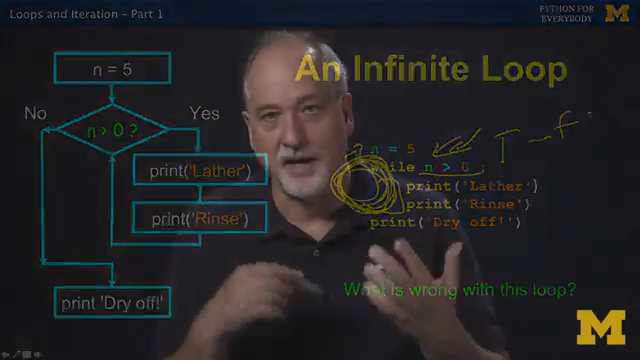 Loops and Iteration - Part 1
PYTHON FOR
EVERYBODY
M
An Infinite Loop
n = 5
No
Yes
n > 0 ?
print('Lather')
print('Rinse')
print 'Dry off!'
n = 5
while n > 0 :
print('Lather')
print('Rinse')
print('Dry off!')
What is wrong with this loop?
M